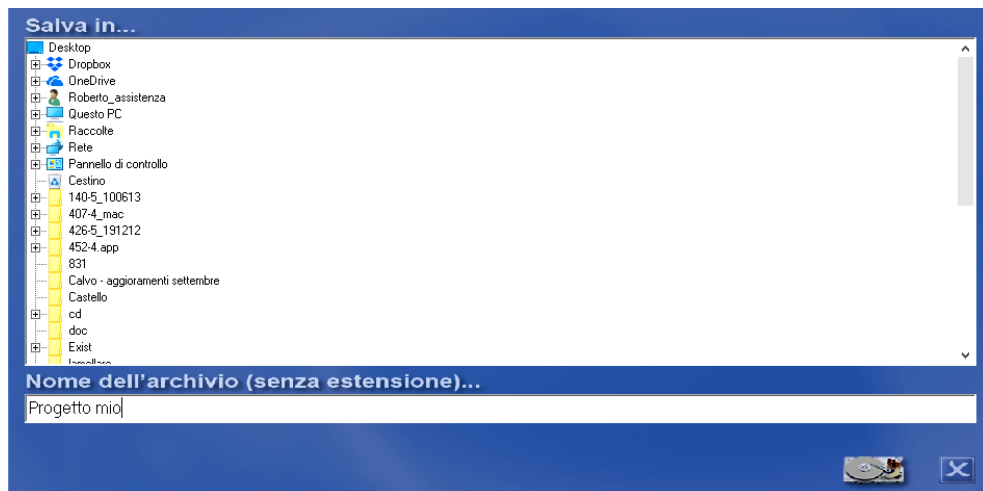 Salva in...
Desktop
Dropbox
OneDrive
Roberto_assistenza
Questo PC
Raccolte
Rete
Pannello di controllo
Cestino
140-5_100613
407-4_mac
426-5_191212
452-4.app
831
Calvo - aggioramenti settembre
Castello
cd
doc
Exist
Nome dell'archivio (senza estensione)...
Progetto mio